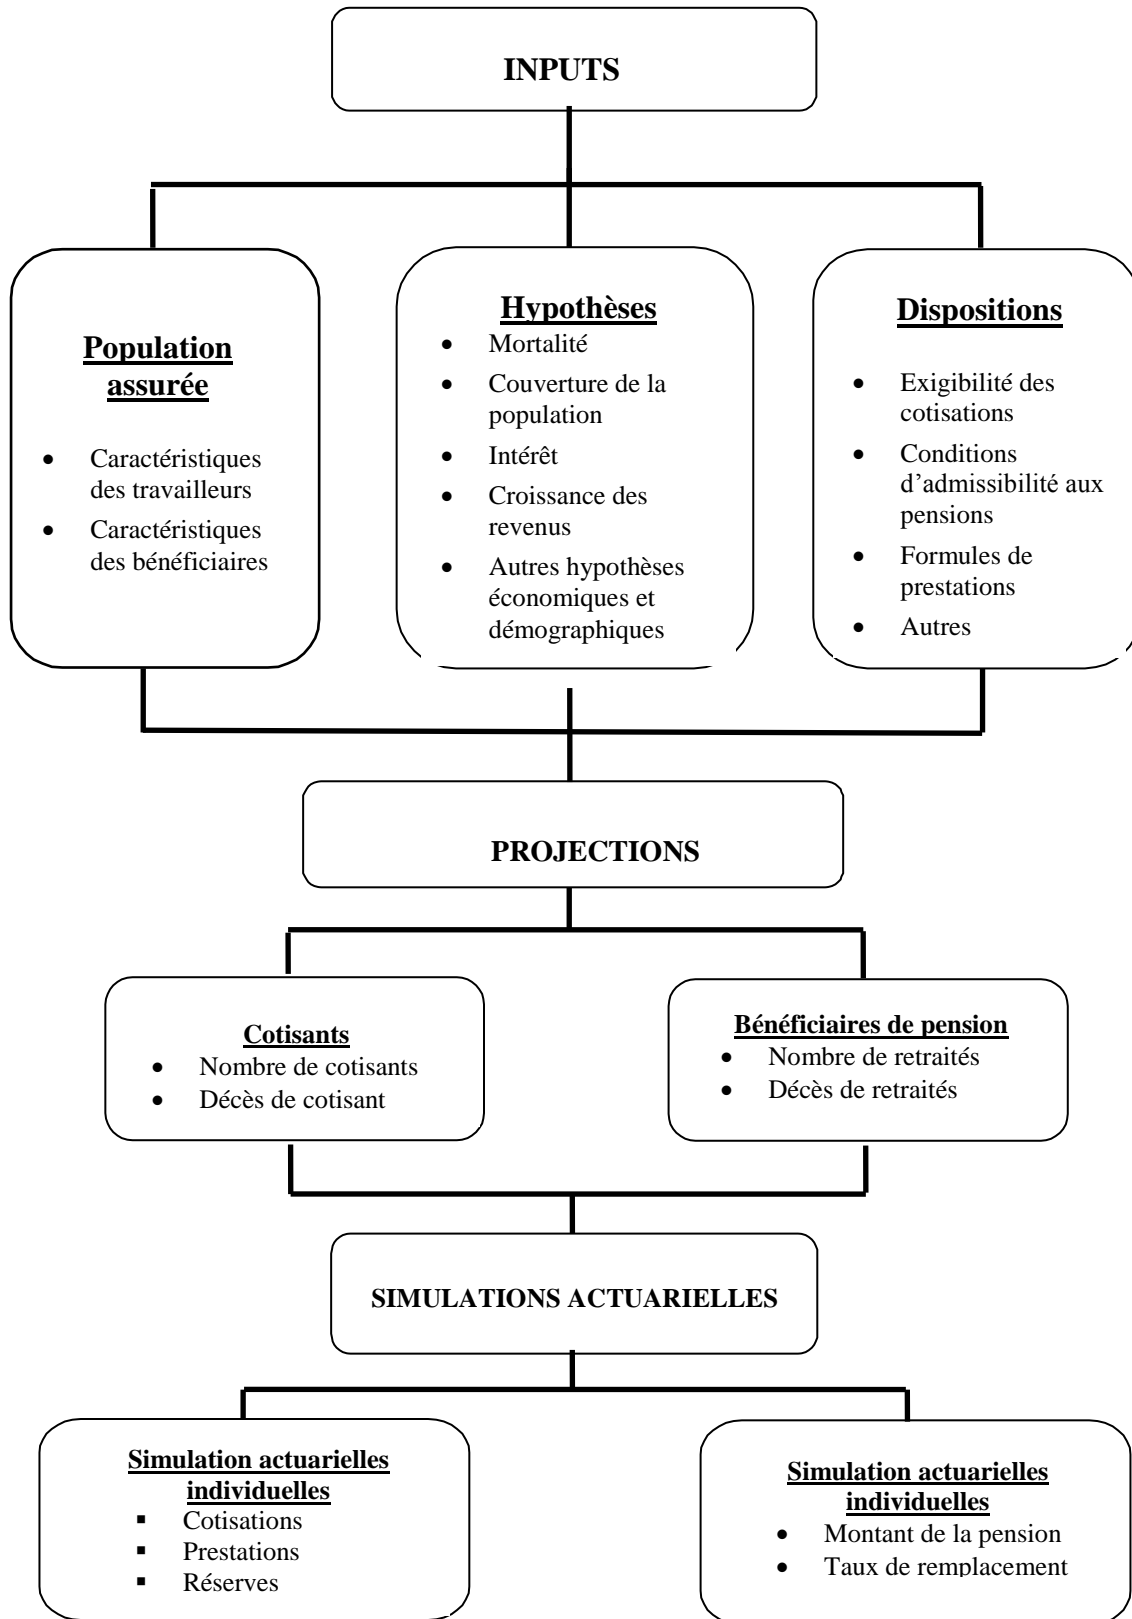 INPUTS
Population
assurée
• Caractéristiques
des travailleurs
• Caractéristiques
des bénéficiaires
Hypothèses
• Mortalité
• Couverture de la
population
• Intérêt
• Croissance des
revenus
• Autres hypothèses
économiques et
démographiques
Dispositions
• Exigibilité des
cotisations
• Conditions
d’admissibilité aux
pensions
• Formules de
prestations
• Autres
PROJECTIONS
Cotisants
• Nombre de cotisants
• Décès de cotisant
Bénéficiaires de pension
• Nombre de retraités
• Décès de retraités
SIMULATIONS ACTUARIELLES
Simulation actuarielles
individuelles
▪ Cotisations
▪ Prestations
▪ Réserves
Simulation actuarielles
individuelles
• Montant de la pension
• Taux de remplacement